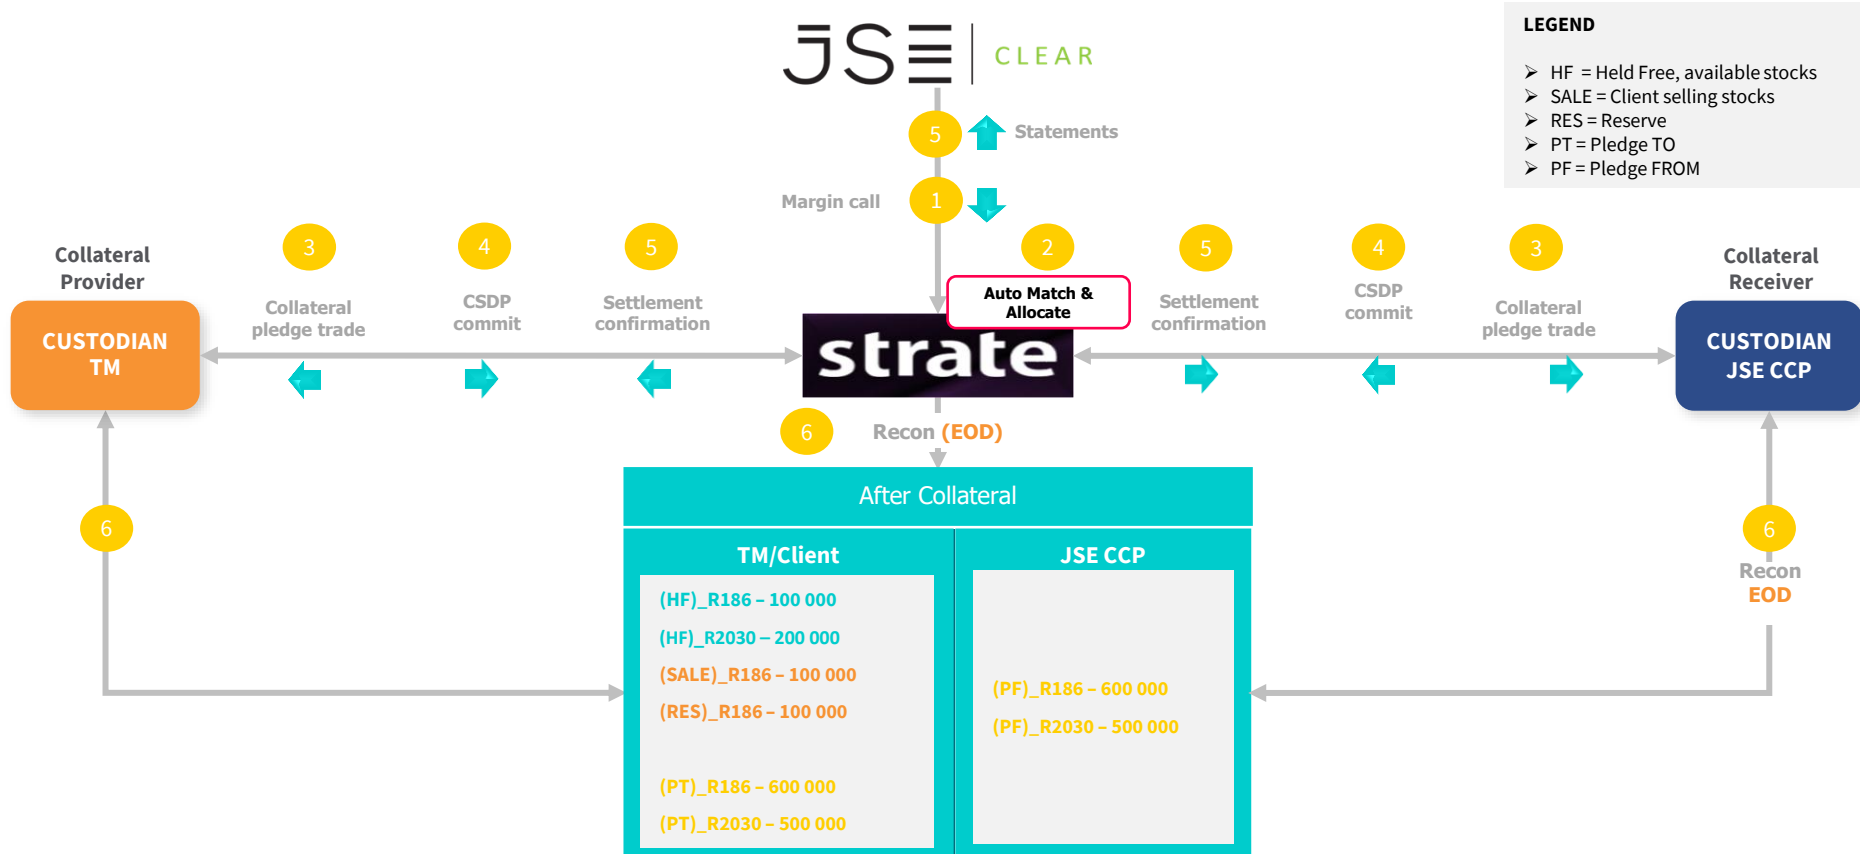 JSE | CLEAR
LEGEND
➢ HF = Held Free, available stocks
➢ SALE = Client selling stocks
➢ RES = Reserve
➢ PT = Pledge TO
➢ PF = Pledge FROM
5
Statements
Margin call
1
Collateral
Provider
3
4
5
2
5
4
3
Collateral
Receiver
Collateral
pledge trade
CSDP
commit
Settlement
confirmation
Auto Match &
Allocate
Settlement
confirmation
CSDP
commit
Collateral
pledge trade
CUSTODIAN
TM
strate
CUSTODIAN
JSE CCP
6
Recon (EOD)
After Collateral
6
6
Recon
EOD
TM/Client
(HF)_R186 – 100 000
(HF)_R2030 – 200 000
(SALE)_R186 – 100 000
(RES)_R186 – 100 000
(PT)_R186 – 600 000
(PT)_R2030 – 500 000
JSE CCP
(PF)_R186 – 600 000
(PF)_R2030 – 500 000